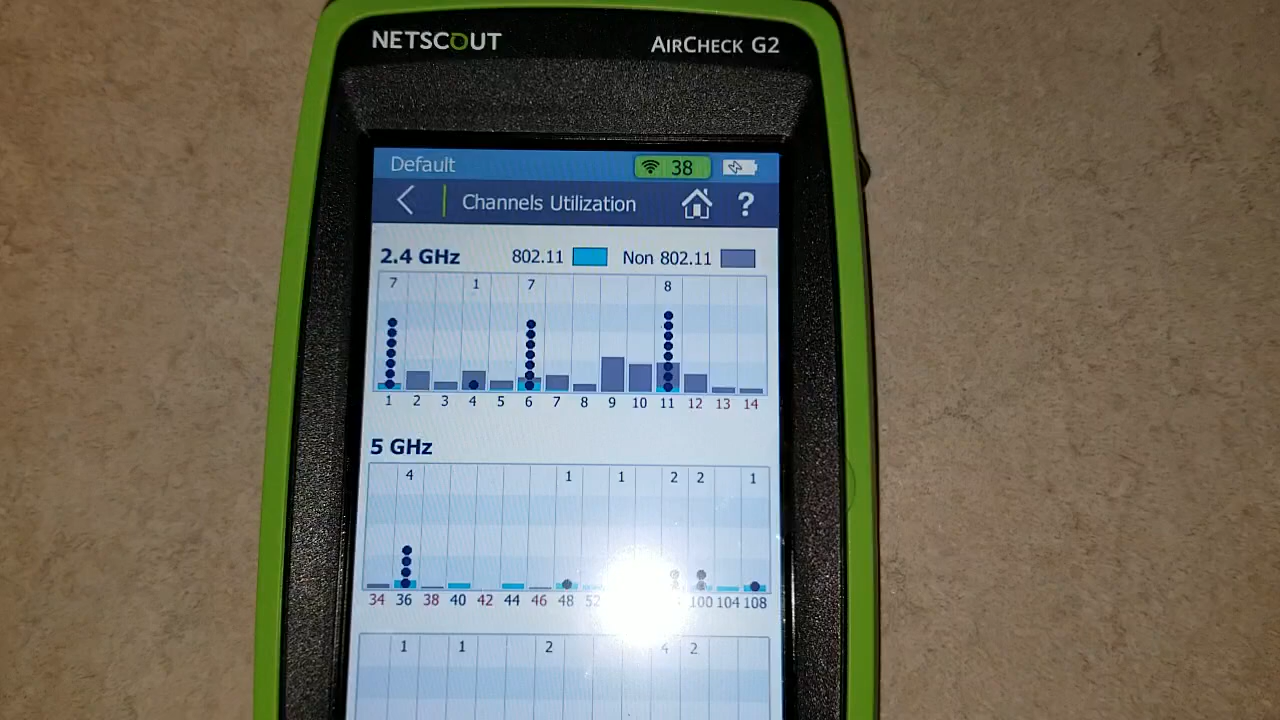 NETSCOUT AIRCHECK G2
Default 38
Channels Utilization ?
2.4 GHz 802.11 Non 802.11
7 1 7 8
1 2 3 4 5 6 7 8 9 10 11 12 13 14
5 GHz
4 1 1 2 2 1
34 36 38 40 42 44 46 48 52 100 104 108
1 1 2 4 2